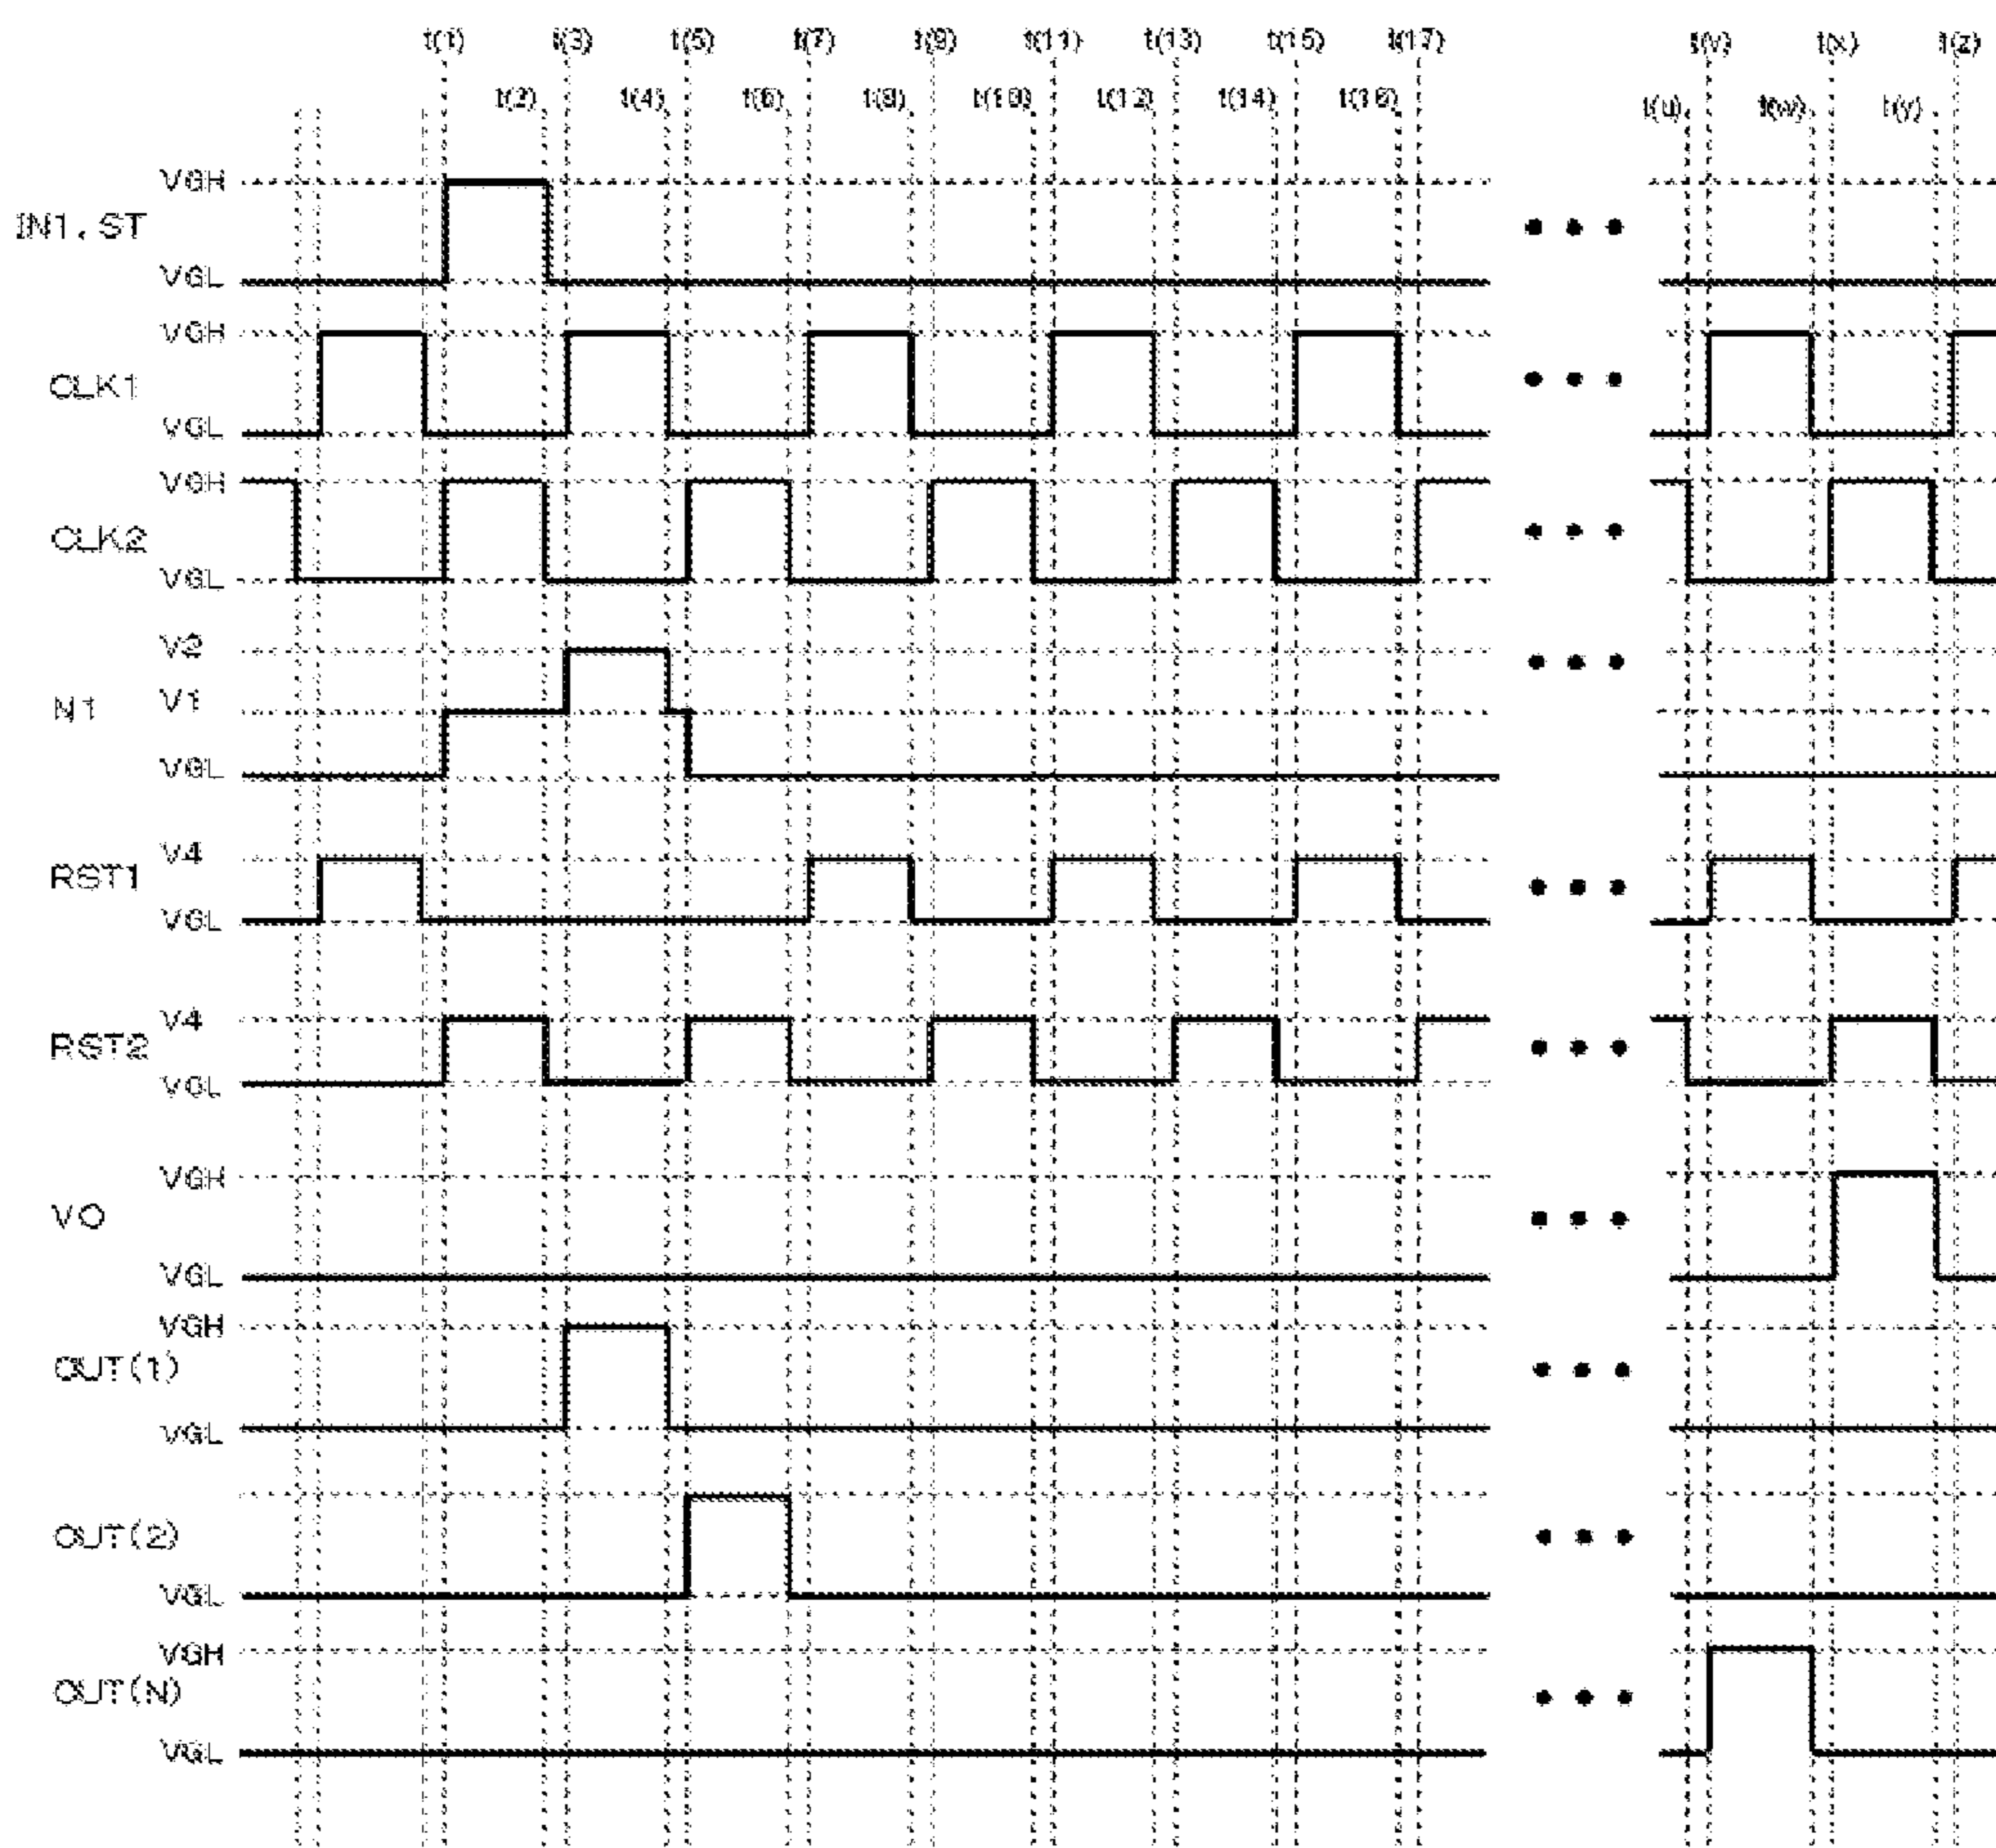 t(1) t(3) t(5) t(7) t(9) t(11) t(13) t(15) t(17) t(v) t(x) t(z)
t(2) t(4) t(6) t(8) t(10) t(12) t(14) t(16) t(u) t(w) t(y)
VGH
IN1, ST
VGL
VGH
CLK1
VGL
VGH
CLK2
VGL
V2
N1 V1
VGL
V4
RST1
VGL
V4
RST2
VGL
VGH
VO
VGL
VGH
OUT(1)
VGL
OUT(2)
VGL
VGH
OUT(N)
VGL